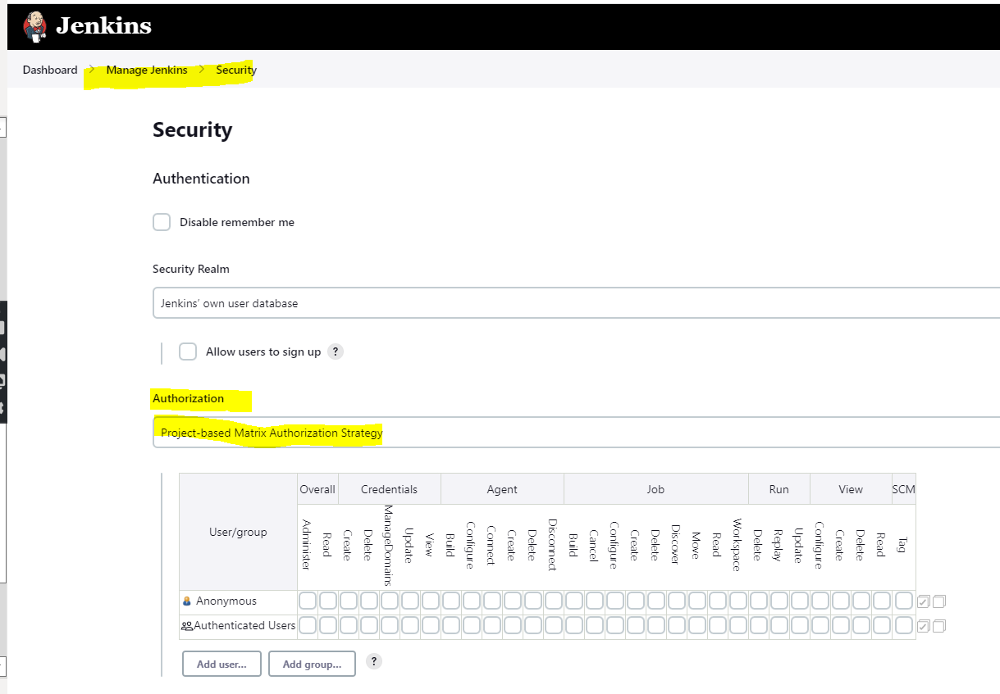 Jenkins
Dashboard > Manage Jenkins > Security
Security
Authentication
Disable remember me
Security Realm
Jenkins' own user database
Allow users to sign up ?
Authorization
Project-based Matrix Authorization Strategy
User/group Overall Credentials Agent Job Run View SCM
Administer Read Create Delete ManageDomains Update View Build Configure Connect Create Delete Disconnect Build Cancel Configure Create Delete Discover Move Read Workspace Delete Replay Update Configure Create Delete Read Tag
Anonymous
Authenticated Users
Add user... Add group... ?